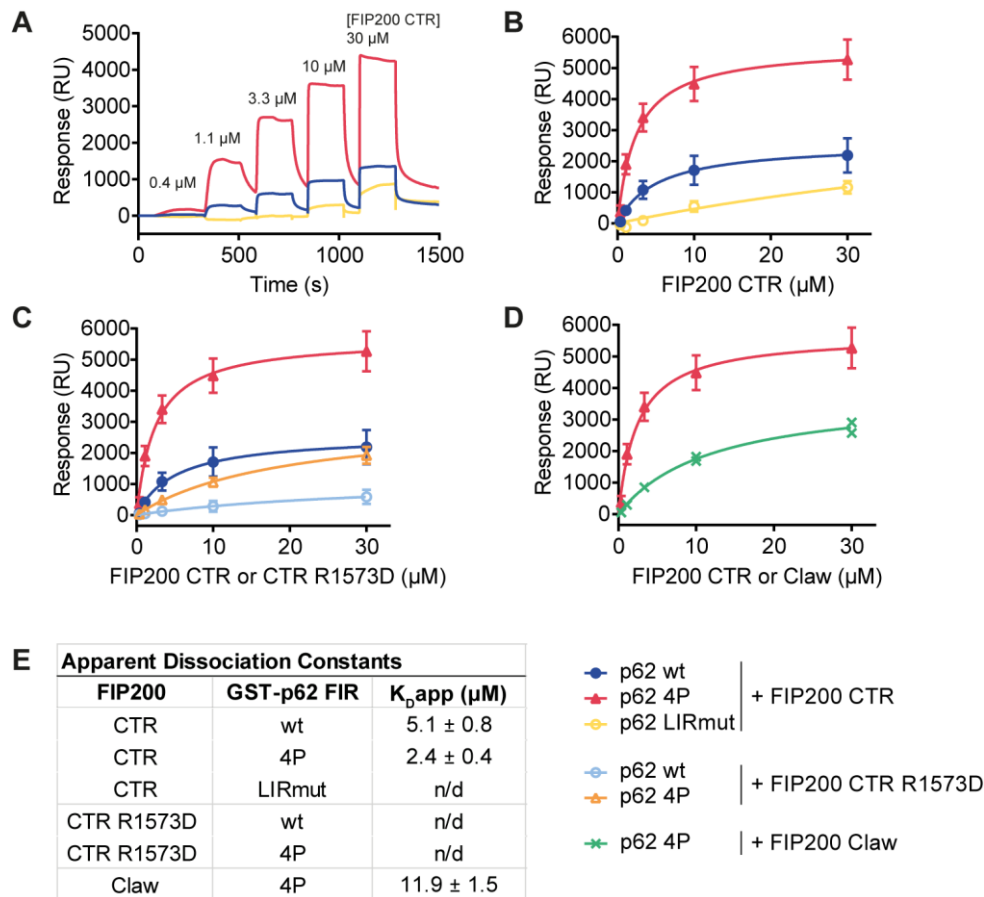 A
Response (RU)
5000
4000
3000
2000
1000
0
0.4 µM
1.1 µM
3.3 µM
10 µM
[FIP200 CTR]
30 µM
0 500 1000 1500
Time (s)
B
Response (RU)
6000
5000
4000
3000
2000
1000
0
0 10 20 30
FIP200 CTR (µM)
C
Response (RU)
6000
5000
4000
3000
2000
1000
0
0 10 20 30
FIP200 CTR or CTR R1573D (µM)
D
Response (RU)
6000
5000
4000
3000
2000
1000
0
0 10 20 30
FIP200 CTR or Claw (µM)
E
Apparent Dissociation Constants
FIP200 GST-p62 FIR KDapp (µM)
CTR wt 5.1 ± 0.8
CTR 4P 2.4 ± 0.4
CTR LIRmut n/d
CTR R1573D wt n/d
CTR R1573D 4P n/d
Claw 4P 11.9 ± 1.5
p62 wt
p62 4P
p62 LIRmut
+ FIP200 CTR
p62 wt
p62 4P
+ FIP200 CTR R1573D
p62 4P
+ FIP200 Claw